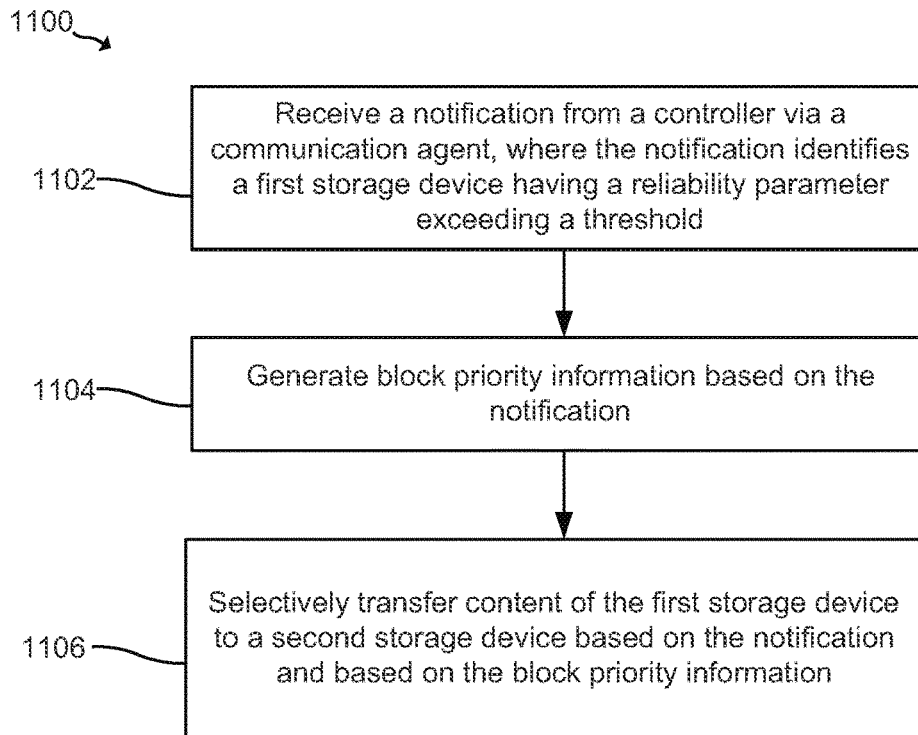 1100
Receive a notification from a controller via a
communication agent, where the notification identifies
1102
a first storage device having a reliability parameter
exceeding a threshold
1104
Generate block priority information based on the
notification
Selectively transfer content of the first storage device
to a second storage device based on the notification
1106
and based on the block priority information